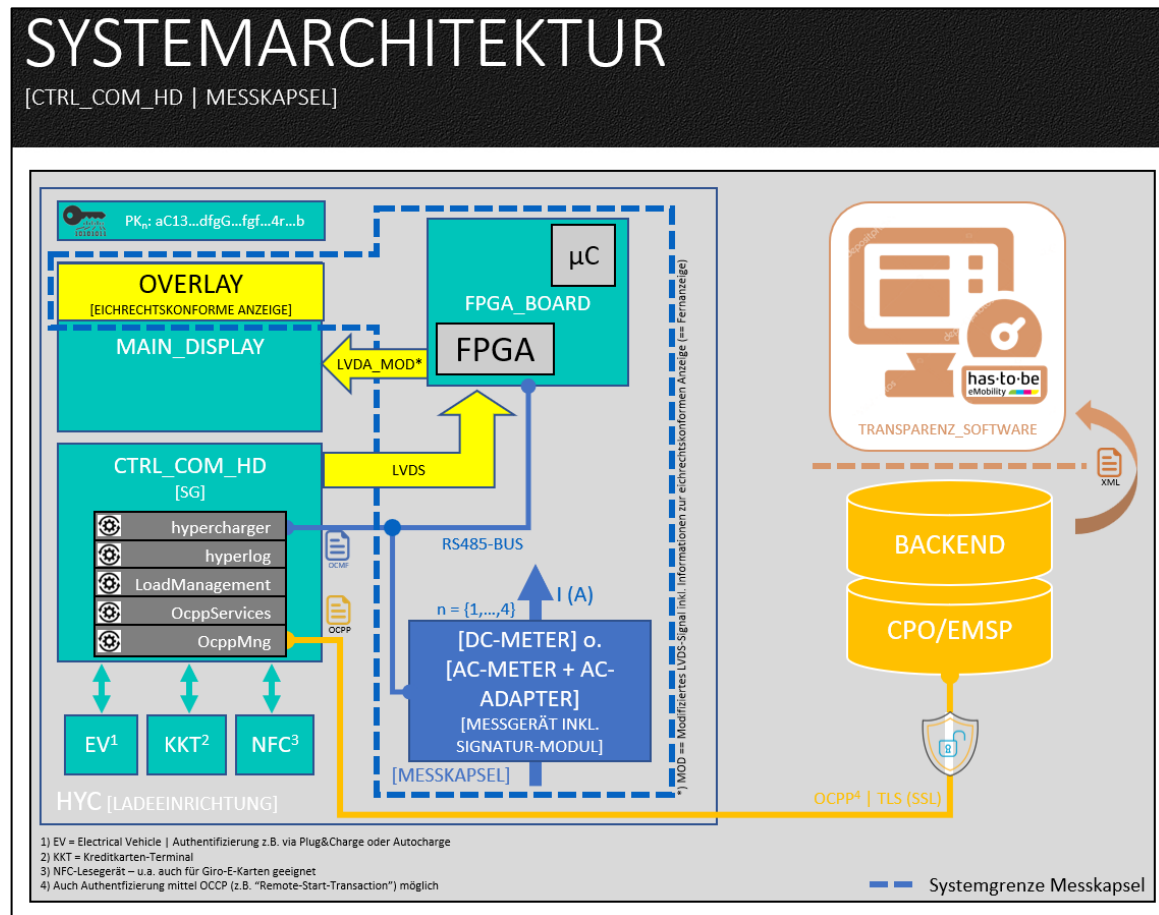 SYSTEMARCHITEKTUR
[CTRL_COM_HD | MESSKAPSEL]
PKn: aC13...dfgG...fgf...4r...b
10101011
OVERLAY
[EICHRECHTSKONFORME ANZEIGE]
MAIN_DISPLAY
LVDA_MOD*
µC
FPGA_BOARD
FPGA
*) MOD == Modifiziertes LVDS-Signal inkl. Informationen zur eichrechtskonformen Anzeige (== Fernanzeige)
CTRL_COM_HD
[SG]
LVDS
hypercharger
hyperlog
LoadManagement
OcppServices
OcppMng
OCMF
OCPP
RS485-BUS
I (A)
n = {1,...,4}
[DC-METER] o.
[AC-METER + AC-
ADAPTER]
[MESSGERÄT INKL.
SIGNATUR-MODUL]
[MESSKAPSEL]
EV1
KKT2
NFC3
HYC [LADEEINRICHTUNG]
has·to·be
eMobility
TRANSPARENZ_SOFTWARE
XML
BACKEND
CPO/EMSP
OCPP4 | TLS (SSL)
1) EV = Electrical Vehicle | Authentifizierung z.B. via Plug&Charge oder Autocharge
2) KKT = Kreditkarten-Terminal
3) NFC-Lesegerät – u.a. auch für Giro-E-Karten geeignet
4) Auch Authentfizierung mittel OCCP (z.B. “Remote-Start-Transaction”) möglich
Systemgrenze Messkapsel